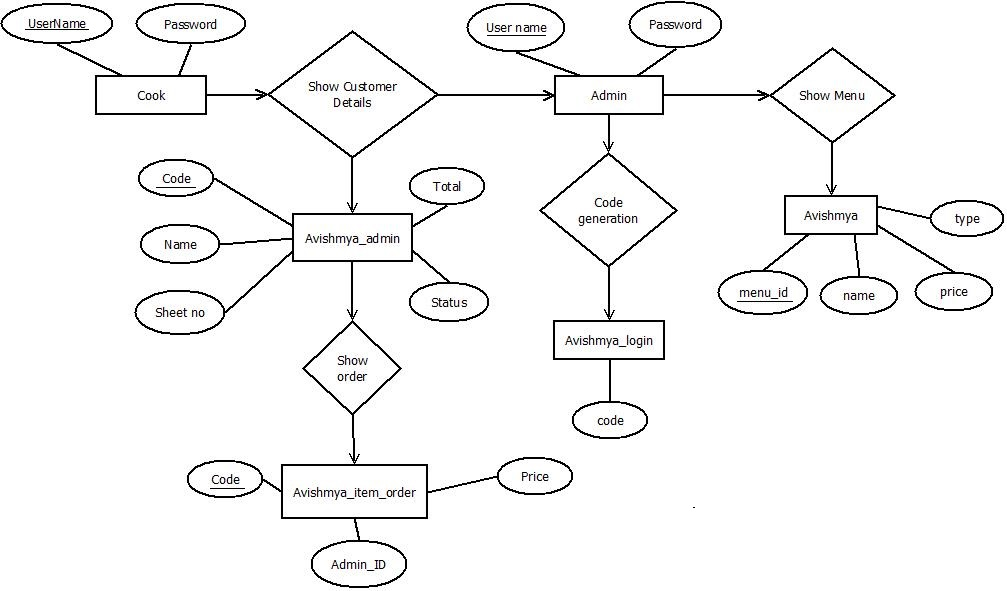 UserName
Password
User name
Password
Cook
Show Customer
Details
Admin
Show Menu
Code
Total
Name
Avishmya_admin
Code
generation
Avishmya
type
Sheet no
Status
menu_id
name
price
Show
order
Avishmya_login
code
Code
Avishmya_item_order
Price
Admin_ID